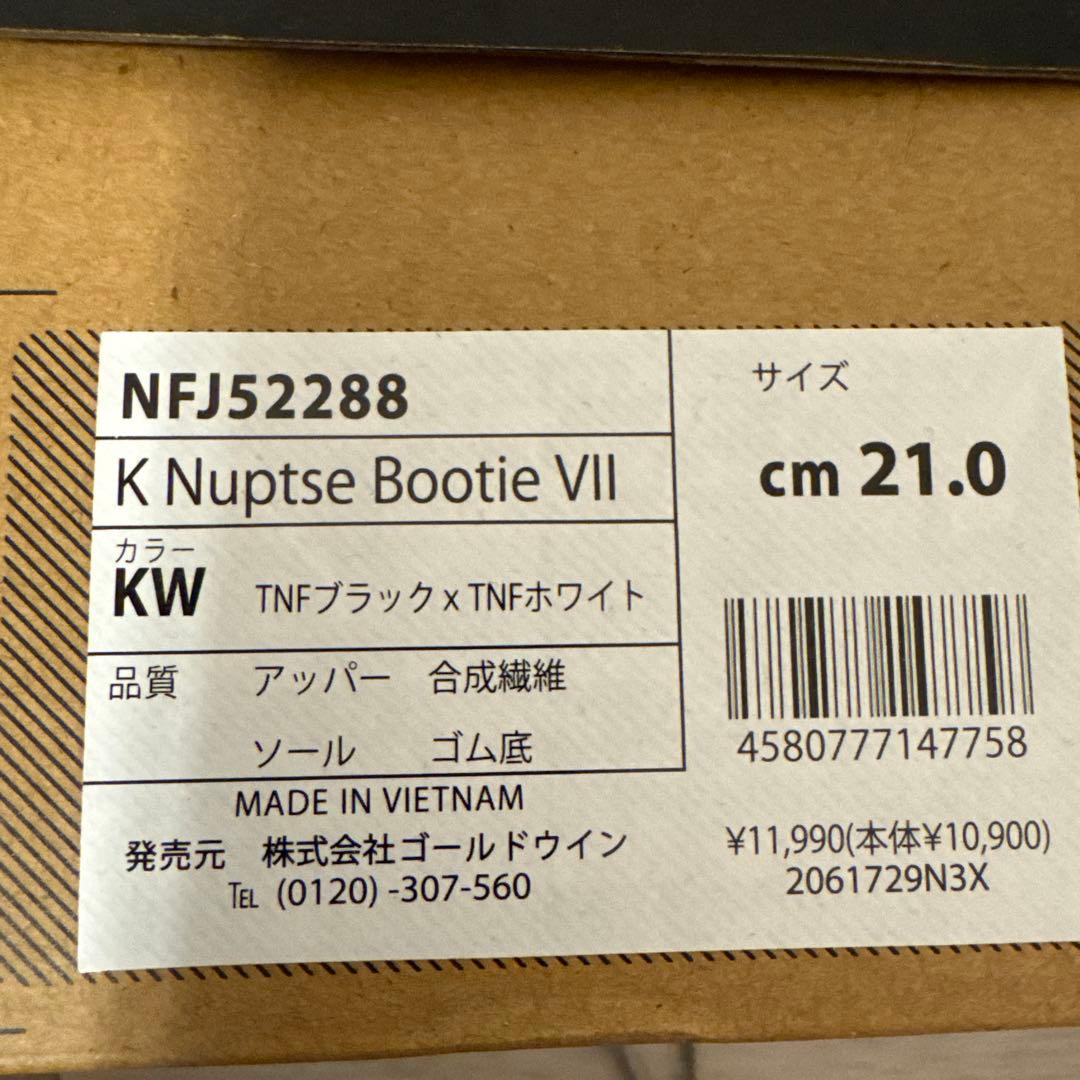 NFJ52288
K Nuptse Bootie VII
カラー
KW TNFブラック x TNFホワイト
品質 アッパー 合成繊維
ソール ゴム底
MADE IN VIETNAM
発売元 株式会社ゴールドウイン
TEL (0120) -307-560
サイズ
cm 21.0
4580777147758
¥11,990(本体¥10,900)
2061729N3X